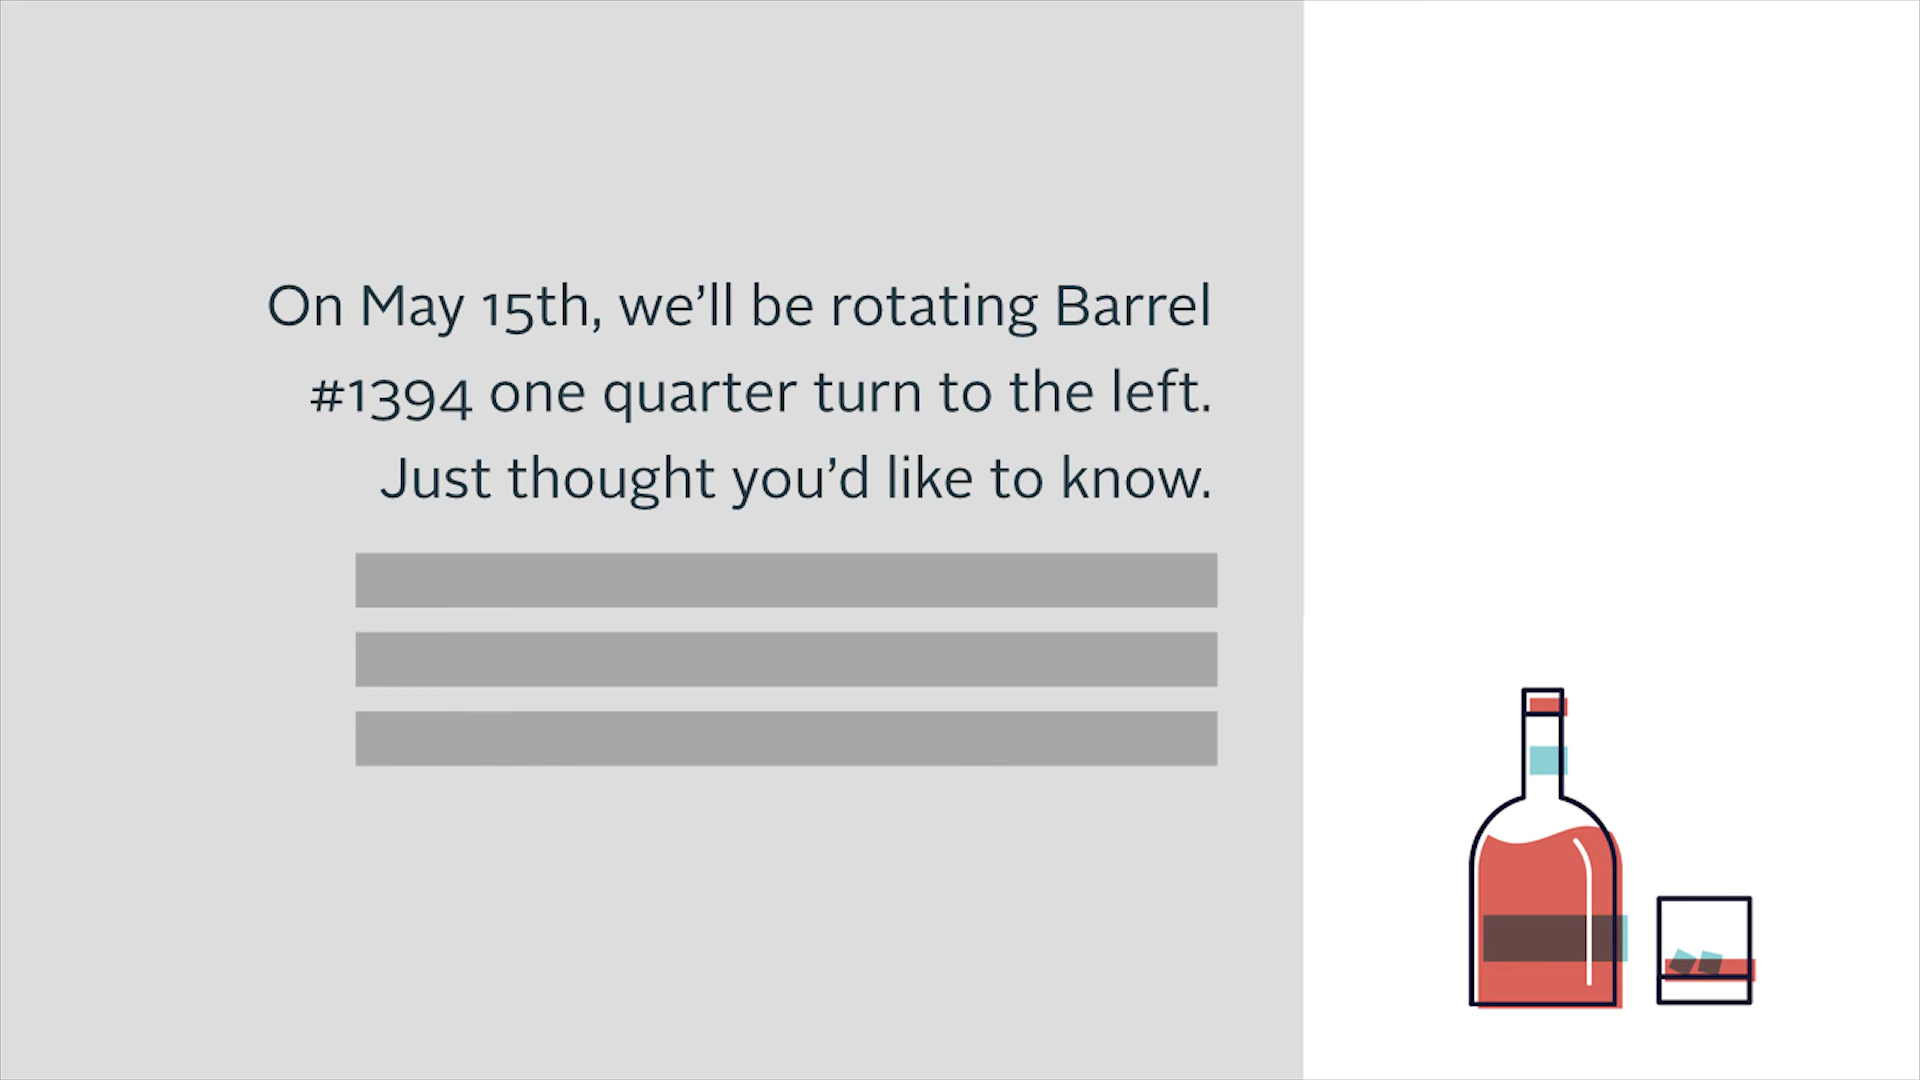 On May 15th, we’ll be rotating Barrel
#1394 one quarter turn to the left.
Just thought you’d like to know.